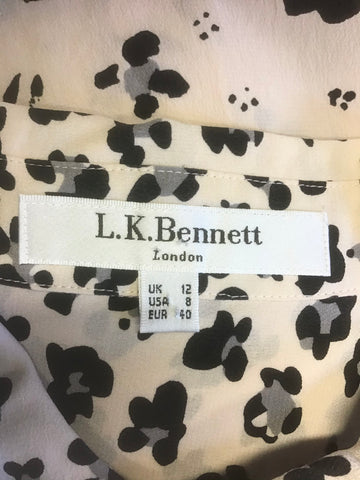 L.K.Bennett
London
UK 12
USA 8
EUR 40